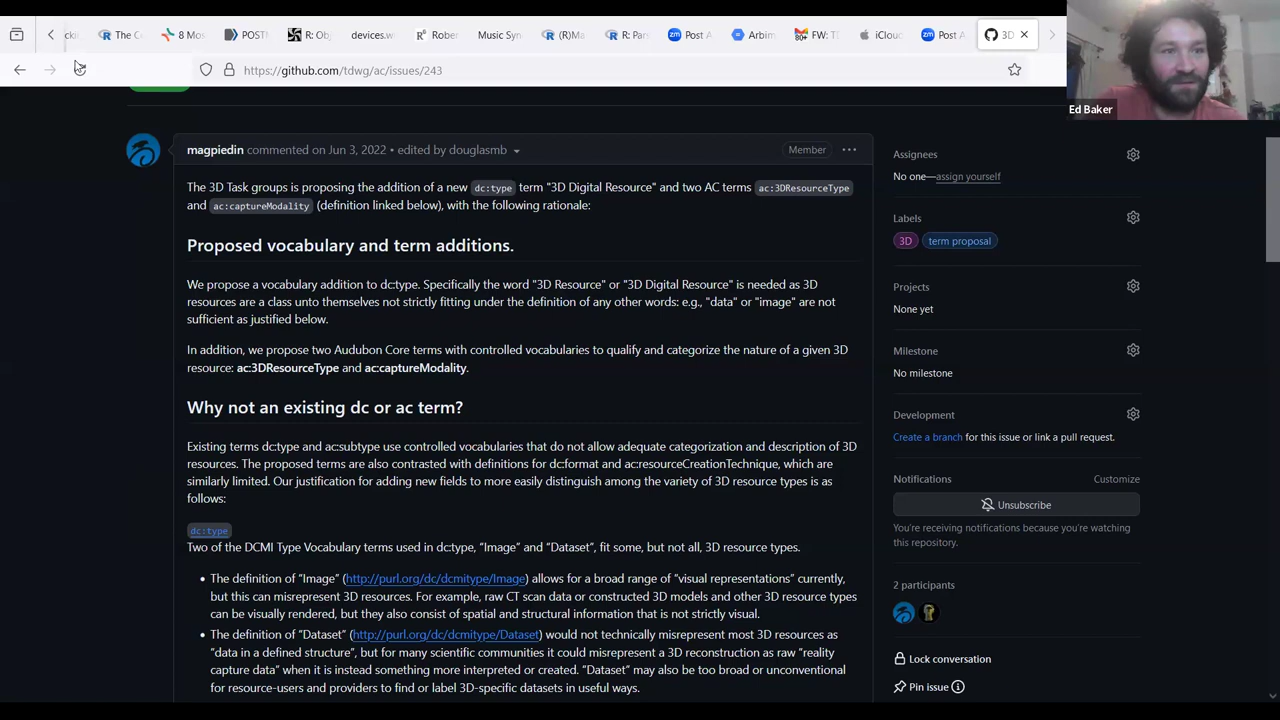 The C
8 Mos
POSTI
R: Obj
devices.w
Rober
Music Syn
(R)Ma
R: Pars
Post A
Arbim
FW: T
iCloud
Post A
3D
https://github.com/tdwg/ac/issues/243
Ed Baker
magpiedin commented on Jun 3, 2022 • edited by douglasmb
Member
The 3D Task groups is proposing the addition of a new dc:type term "3D Digital Resource" and two AC terms ac:3DResourceType
and ac:captureModality (definition linked below), with the following rationale:
Proposed vocabulary and term additions.
We propose a vocabulary addition to dc:type. Specifically the word "3D Resource" or "3D Digital Resource" is needed as 3D
resources are a class unto themselves not strictly fitting under the definition of any other words: e.g., "data" or "image" are not
sufficient as justified below.
In addition, we propose two Audubon Core terms with controlled vocabularies to qualify and categorize the nature of a given 3D
resource: ac:3DResourceType and ac:captureModality.
Why not an existing dc or ac term?
Existing terms dc:type and ac:subtype use controlled vocabularies that do not allow adequate categorization and description of 3D
resources. The proposed terms are also contrasted with definitions for dc:format and ac:resourceCreationTechnique, which are
similarly limited. Our justification for adding new fields to more easily distinguish among the variety of 3D resource types is as
follows:
dc:type
Two of the DCMI Type Vocabulary terms used in dc:type, “Image” and “Dataset”, fit some, but not all, 3D resource types.
• The definition of “Image” (http://purl.org/dc/dcmitype/Image) allows for a broad range of “visual representations” currently,
but this can misrepresent 3D resources. For example, raw CT scan data or constructed 3D models and other 3D resource types
can be visually rendered, but they also consist of spatial and structural information that is not strictly visual.
• The definition of “Dataset” (http://purl.org/dc/dcmitype/Dataset) would not technically misrepresent most 3D resources as
“data in a defined structure”, but for many scientific communities it could misrepresent a 3D reconstruction as raw “reality
capture data” when it is instead something more interpreted or created. “Dataset” may also be too broad or unconventional
for resource-users and providers to find or label 3D-specific datasets in useful ways.
Assignees
No one—assign yourself
Labels
3D
term proposal
Projects
None yet
Milestone
No milestone
Development
Create a branch for this issue or link a pull request.
Notifications
Customize
Unsubscribe
You're receiving notifications because you're watching
this repository.
2 participants
Lock conversation
Pin issue